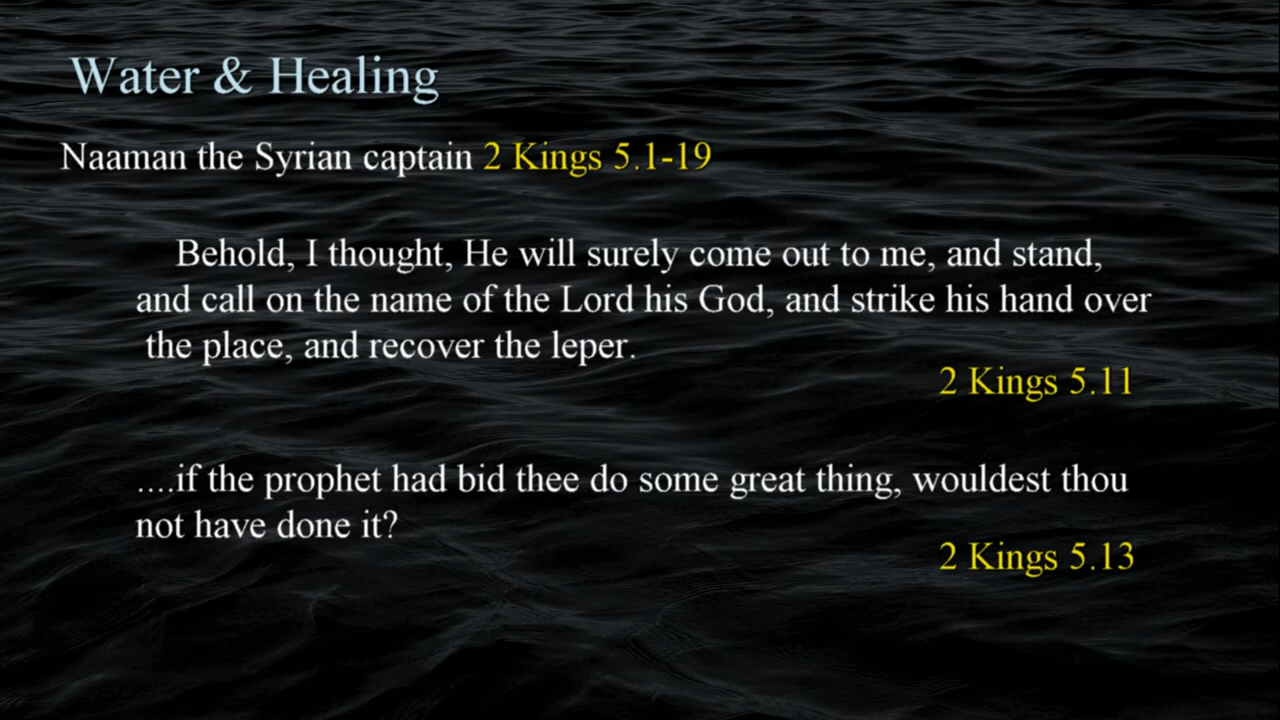 Water & Healing
Naaman the Syrian captain 2 Kings 5.1-19
Behold, I thought, He will surely come out to me, and stand,
and call on the name of the Lord his God, and strike his hand over
the place, and recover the leper.
2 Kings 5.11
....if the prophet had bid thee do some great thing, wouldest thou
not have done it?
2 Kings 5.13